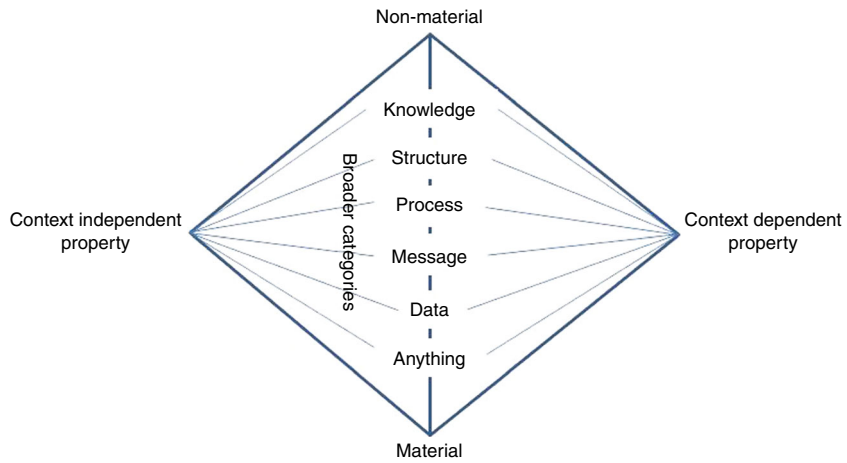 Non-material
Knowledge
Structure
Process
Message
Data
Anything
Broader categories
Context independent
property
Context dependent
property
Material